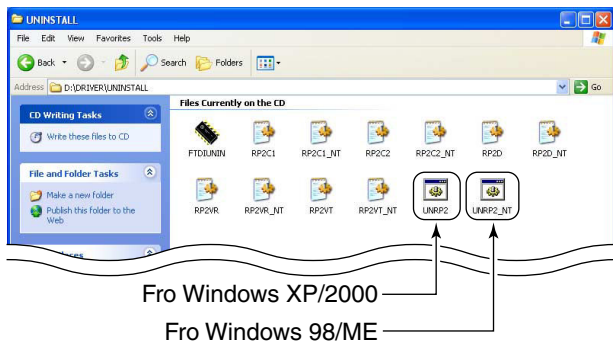 UNINSTALL
File Edit View Favorites Tools Help
Back Search Folders
Address D:\DRIVER\UNINSTALL Go
Files Currently on the CD
CD Writing Tasks
Write these files to CD
FTDIUNIN RP2C1 RP2C1_NT RP2C2 RP2C2_NT RP2D RP2D_NT
File and Folder Tasks
Make a new folder
Publish this folder to the
Web
RP2VR RP2VR_NT RP2VT RP2VT_NT UNRP2 UNRP2_NT
Fro Windows XP/2000
Fro Windows 98/ME